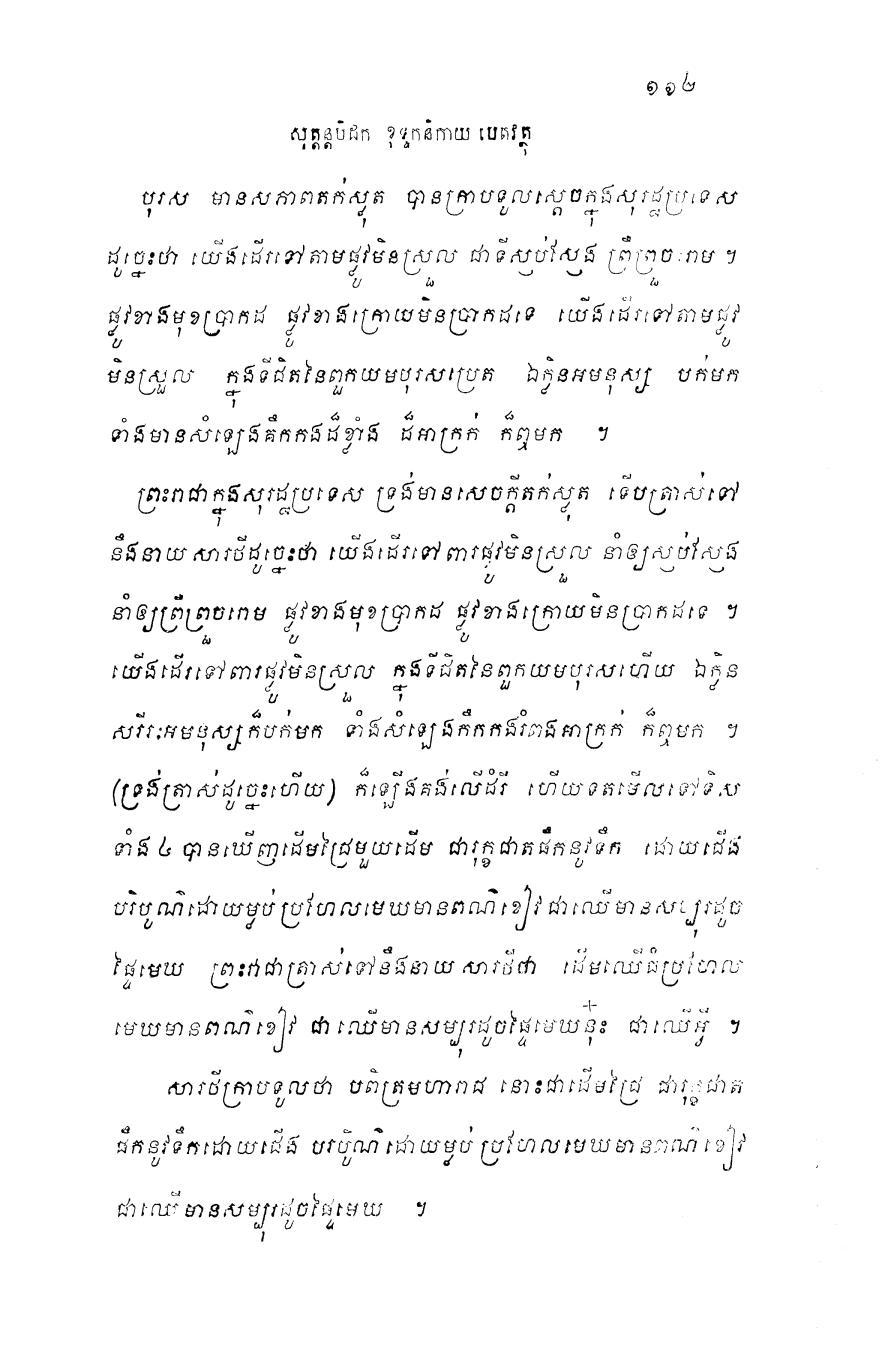 ១១២
សុត្តន្តបិដក ខុទ្ទកនិកាយ បេតវត្ថុ
បុរស មានសភាពតក់ស្លុត បានក្រាបទូលស្តេចក្នុងសុរដ្ឋប្រទេស
ដូច្នេះថា យើងដើរទៅតាមផ្លូវមិនស្រួល ជាទីស្ញប់ស្ញែង ព្រឺព្រួចរោម ។
ផ្លូវខាងមុខប្រាកដ ផ្លូវខាងក្រោយមិនប្រាកដទេ យើងដើរទៅតាមផ្លូវ
មិនស្រួល ក្នុងទីជិតនៃពួកយមបុរសប្រេត ឯក្លិនអមនុស្ស បក់មក
ទាំងមានសំឡេងគឹកកងដ៏ខ្លាំង ដ៏អាក្រក់ ក៏ឮមក ។
ព្រះរាជាក្នុងសុរដ្ឋប្រទេស ទ្រង់មានសេចក្តីតក់ស្លុត ទើបត្រាស់ទៅ
នឹងនាយសារថីដូច្នេះថា យើងដើរទៅពារផ្លូវមិនស្រួល នាំឲ្យស្ញប់ស្ញែង
នាំឲ្យព្រឺព្រួចរោម ផ្លូវខាងមុខប្រាកដ ផ្លូវខាងក្រោយមិនប្រាកដទេ ។
យើងដើរទៅពារផ្លូវមិនស្រួល ក្នុងទីជិតនៃពួកយមបុរសហើយ ឯក្លិន
សរីរៈអមនុស្សក៏បក់មក ទាំងសំឡេងកឹកកងរំពងអាក្រក់ ក៏ឮមក ។
(ទ្រង់ត្រាស់ដូច្នេះហើយ) ក៏ឡើងគង់លើដំរី ហើយទតមើលទៅទិស
ទាំង ៤ បានឃើញដើមជ្រៃមួយដើម ជារុក្ខជាតផឹកនូវទឹក ដោយជើង
បរិបូណ៌ដោយម្លប់ប្រហែលមេឃមានពណ៌ខៀវ ជាឈើមានសម្បុរដូច
ផ្ទៃមេឃ ព្រះរាជាត្រាស់ទៅនឹងនាយសារថីថា ដើមឈើធំប្រហែល
មេឃមានពណ៌ខៀវ ជាឈើមានសម្បុរដូចផ្ទៃមេឃនុ៎ះ ជាឈើអ្វី ។
សារថីក្រាបទូលថា បពិត្រមហារាជ នោះជាដើមជ្រៃ ជារុក្ខជាត
ផឹកនូវទឹកដោយជើង បរបូណ៌ដោយម្លប់ ប្រហែលមេឃមានពណ៌ខៀវ
ជាឈើមានសម្បុរដូចផ្ទៃមេឃ ។